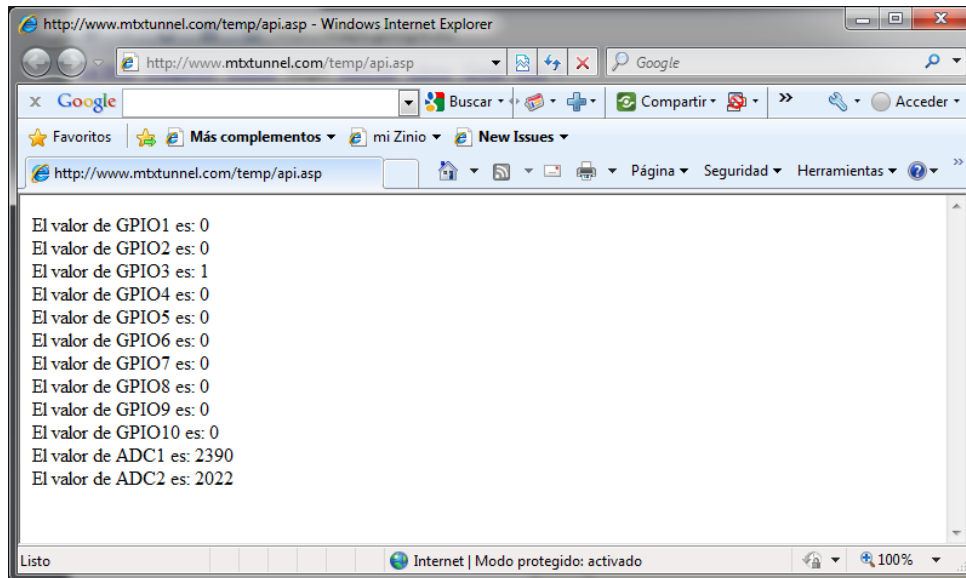 http://www.mtxtunnel.com/temp/api.asp - Windows Internet Explorer
http://www.mtxtunnel.com/temp/api.asp Google
x Google Buscar Compartir >> Acceder
Favoritos Más complementos mi Zinio New Issues
http://www.mtxtunnel.com/temp/api.asp Página Seguridad Herramientas >>
El valor de GPIO1 es: 0
El valor de GPIO2 es: 0
El valor de GPIO3 es: 1
El valor de GPIO4 es: 0
El valor de GPIO5 es: 0
El valor de GPIO6 es: 0
El valor de GPIO7 es: 0
El valor de GPIO8 es: 0
El valor de GPIO9 es: 0
El valor de GPIO10 es: 0
El valor de ADC1 es: 2390
El valor de ADC2 es: 2022
Listo Internet | Modo protegido: activado 100%